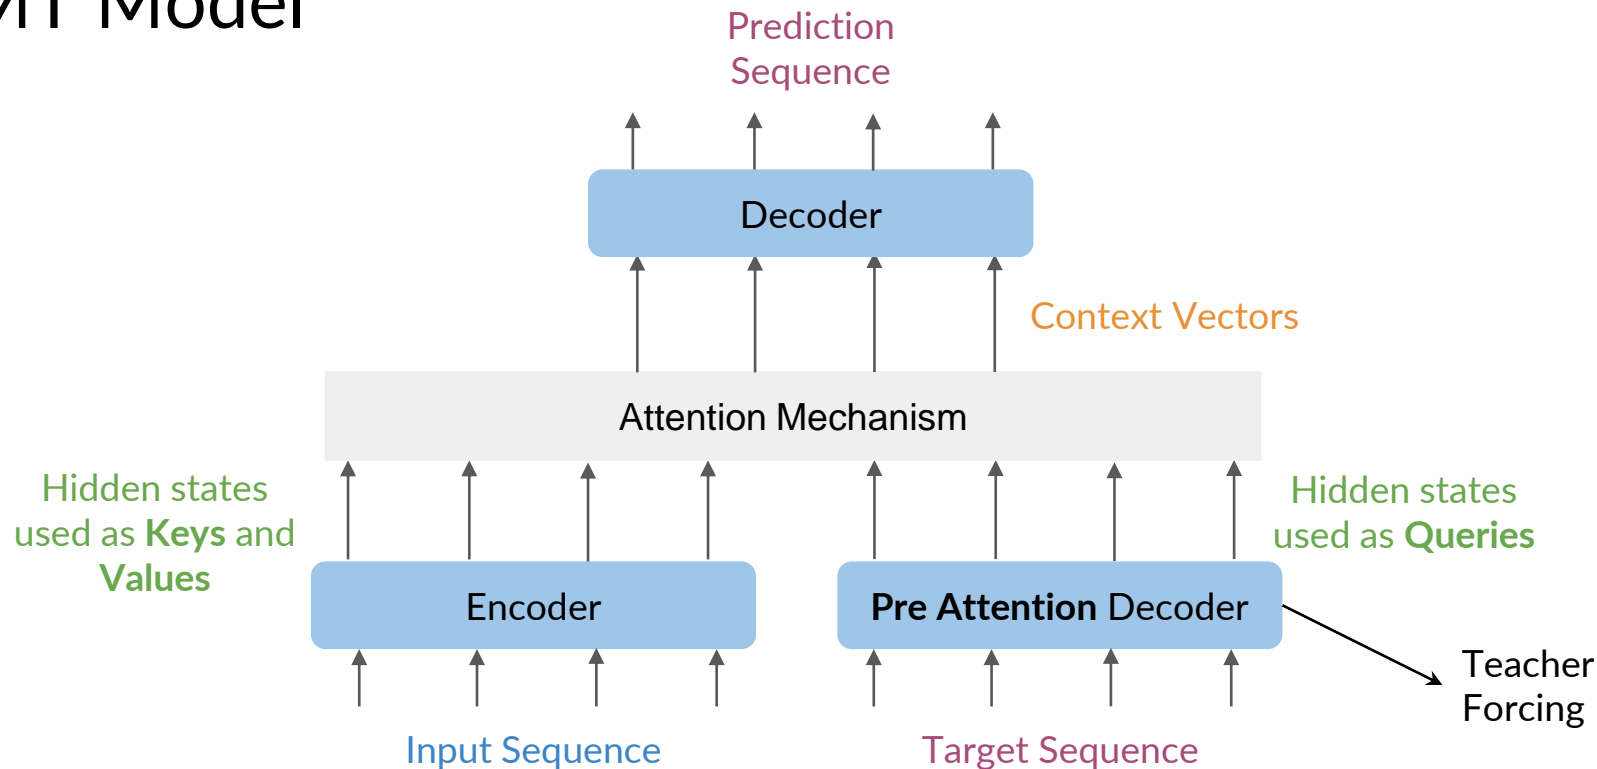 Model
Prediction
Sequence
Decoder
Context Vectors
Attention Mechanism
Hidden states
used as Keys and
Values
Hidden states
used as Queries
Encoder
Pre Attention Decoder
Teacher
Forcing
Input Sequence
Target Sequence